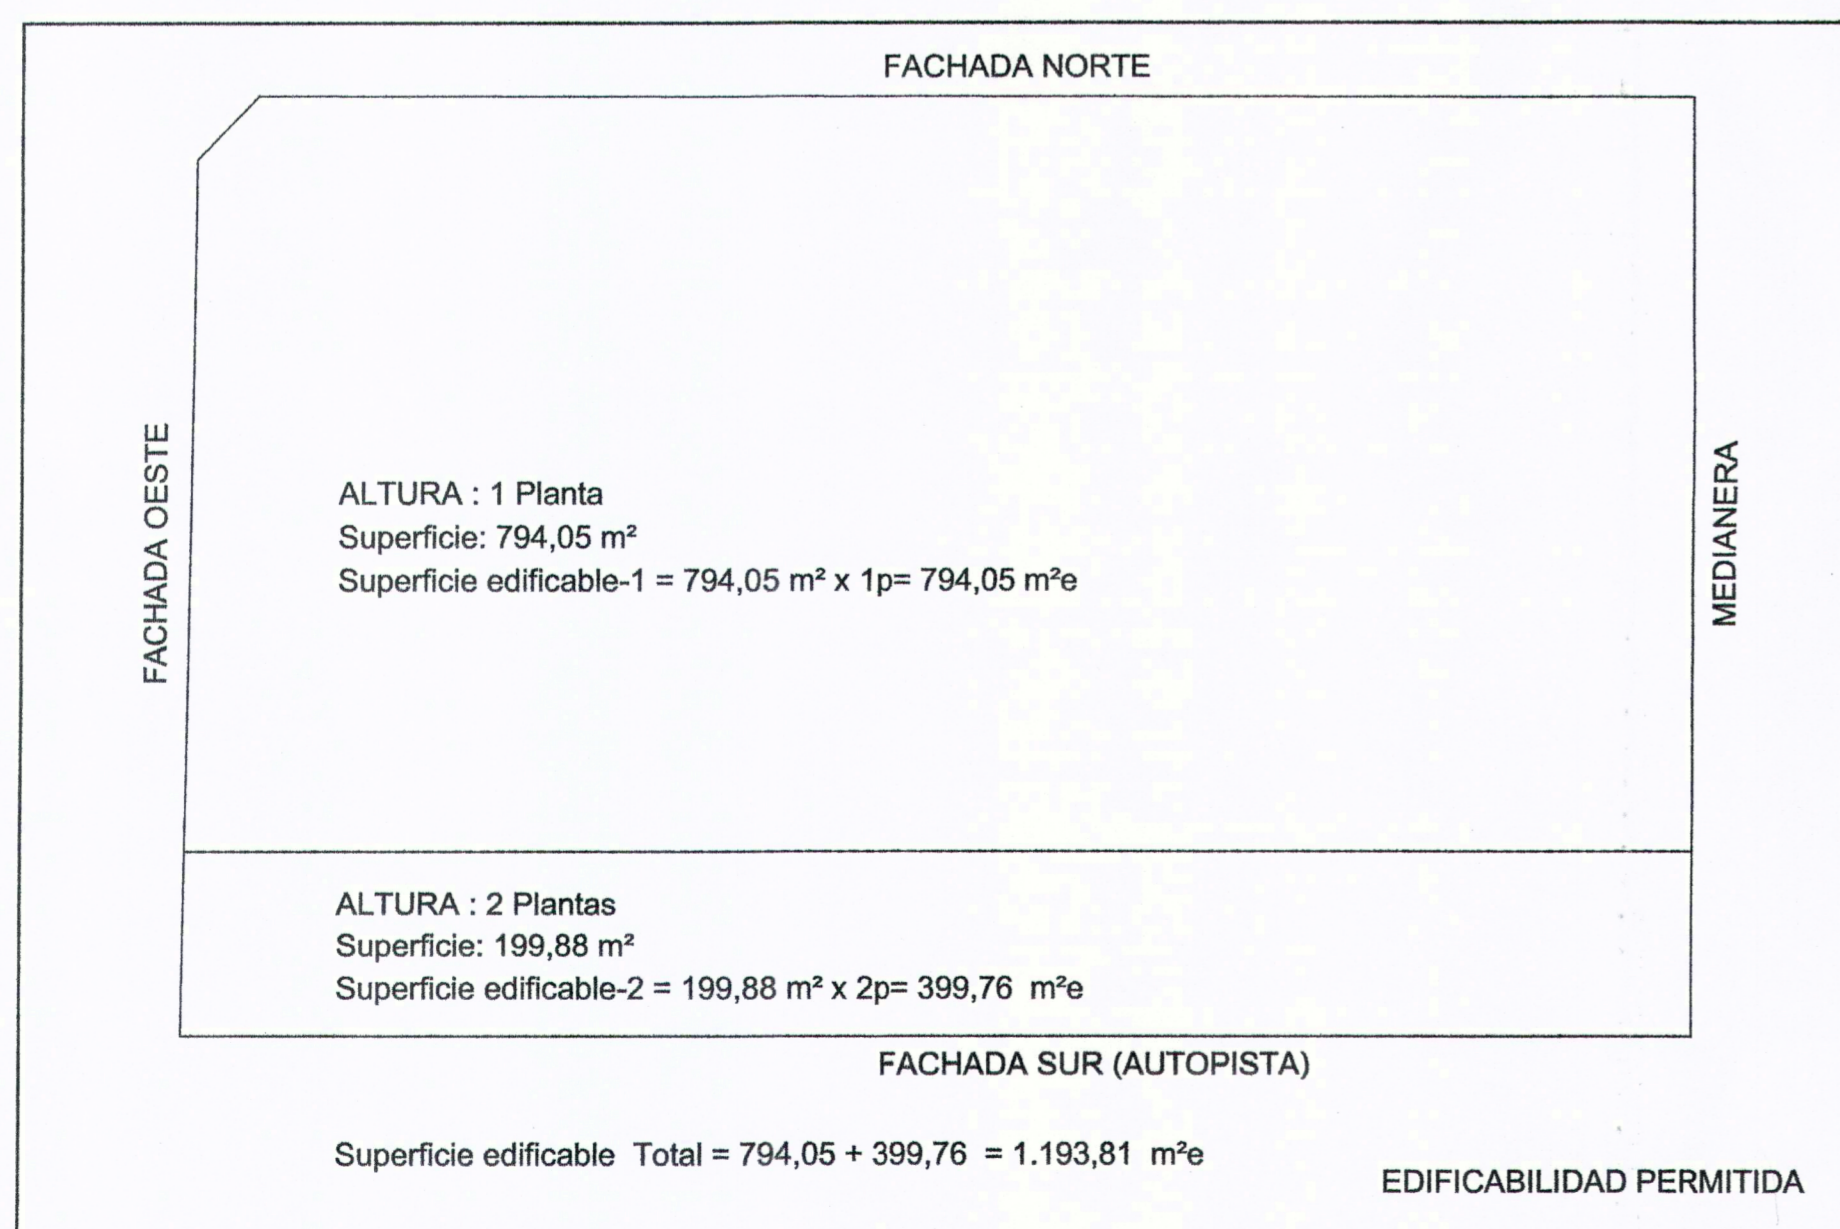 FACHADA NORTE
FACHADA OESTE
MEDIANERA
ALTURA : 1 Planta
Superficie: 794,05 m²
Superficie edificable-1 = 794,05 m² x 1p= 794,05 m²e
ALTURA : 2 Plantas
Superficie: 199,88 m²
Superficie edificable-2 = 199,88 m² x 2p= 399,76 m²e
FACHADA SUR (AUTOPISTA)
Superficie edificable Total = 794,05 + 399,76 = 1.193,81 m²e
EDIFICABILIDAD PERMITIDA